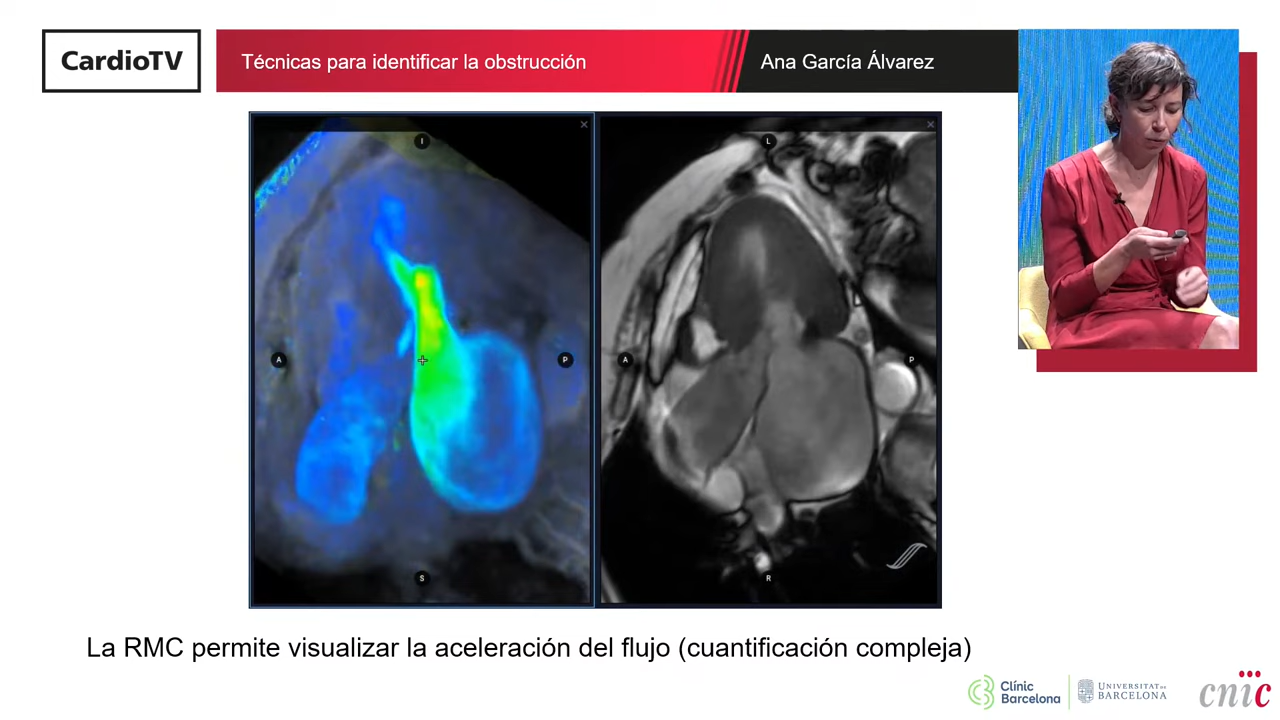 CardioTV
Técnicas para identificar la obstrucción
Ana García Álvarez
I
A
P
S
L
A
P
R
La RMC permite visualizar la aceleración del flujo (cuantificación compleja)
Clínic
Barcelona
UNIVERSITAT DE
BARCELONA
cnic